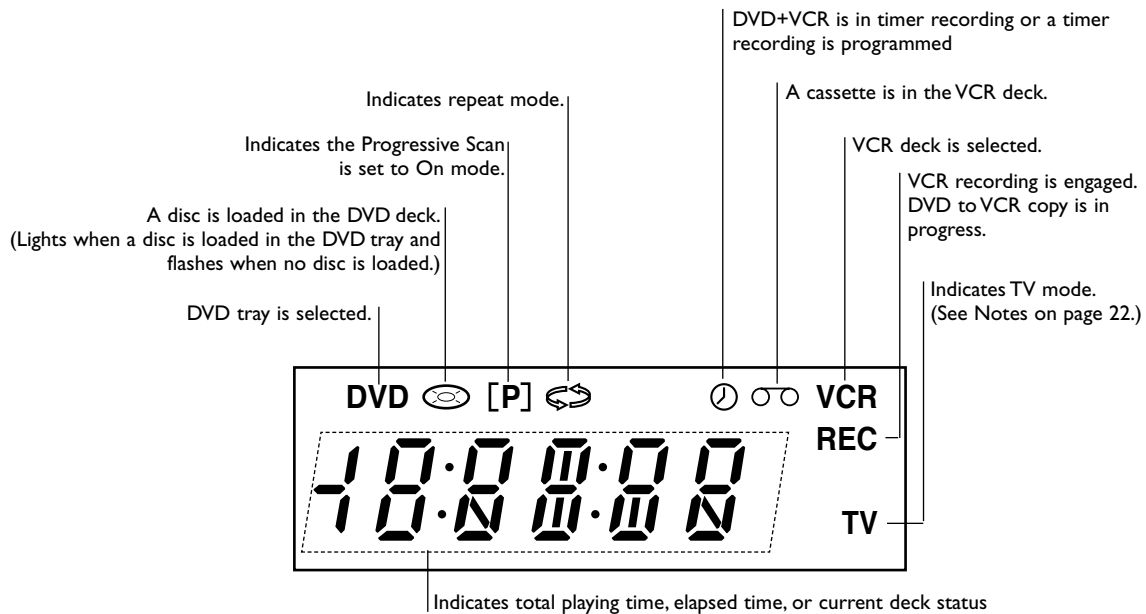 DVD+VCR is in timer recording or a timer
recording is programmed
A cassette is in the VCR deck.
Indicates repeat mode.
Indicates the Progressive Scan
is set to On mode.
VCR deck is selected.
VCR recording is engaged.
DVD to VCR copy is in
progress.
A disc is loaded in the DVD deck.
(Lights when a disc is loaded in the DVD tray and
flashes when no disc is loaded.)
Indicates TV mode.
(See Notes on page 22.)
DVD tray is selected.
DVD [P] VCR
REC
TV
Indicates total playing time, elapsed time, or current deck status